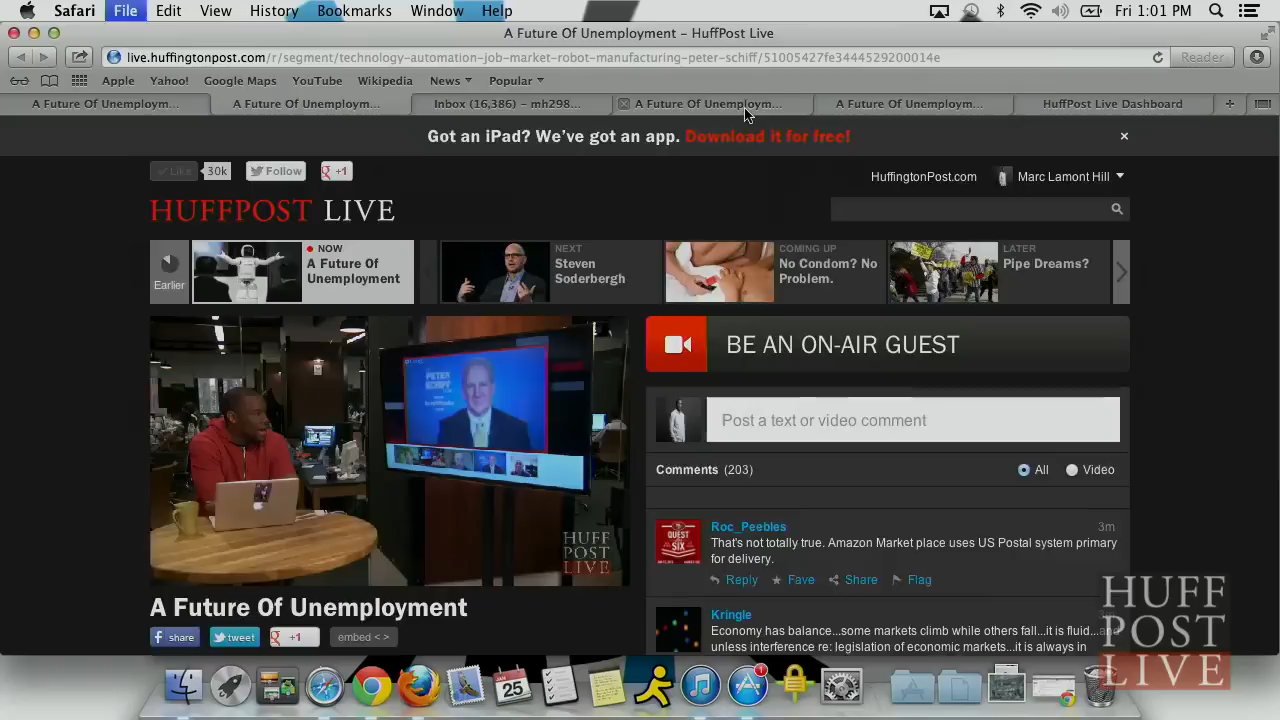 Safari File Edit View History Bookmarks Window Help Fri 1:01 PM
A Future Of Unemployment – HuffPost Live
live.huffingtonpost.com/r/segment/technology-automation-job-market-robot-manufacturing-peter-schiff/51005427fe3444529200014e Reader
Apple Yahoo! Google Maps YouTube Wikipedia News Popular
A Future Of Unemploym... A Future Of Unemploym... Inbox (16,386) – mh298... A Future Of Unemploym... A Future Of Unemploym... HuffPost Live Dashboard
Got an iPad? We've got an app. Download it for free!
Like 30k Follow +1
HuffingtonPost.com Marc Lamont Hill
HUFFPOST LIVE
Earlier
NOW
A Future Of
Unemployment
NEXT
Steven
Soderbergh
COMING UP
No Condom? No
Problem.
LATER
Pipe Dreams?
PETER
SCHIFF
HUFF
POST
LIVE
BE AN ON-AIR GUEST
Post a text or video comment
Comments (203) All Video
Roc_Peebles 3m
That's not totally true. Amazon Market place uses US Postal system primary
for delivery.
Reply Fave Share Flag
Kringle
Economy has balance...some markets climb while others fall...it is fluid...and
unless interference re: legislation of economic markets...it is always in
A Future Of Unemployment
share tweet +1 embed < >
HUFF
POST
LIVE
JAN
25
1